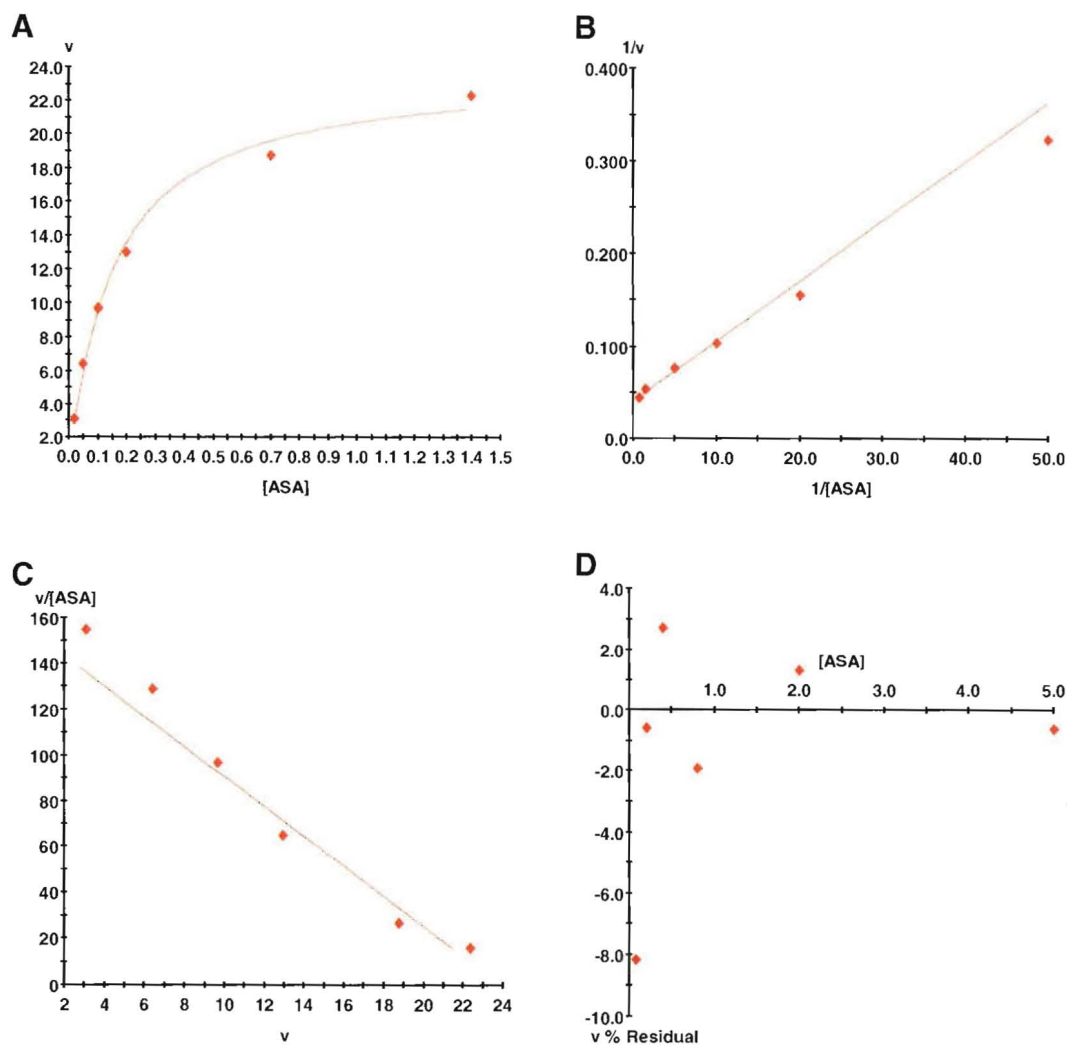 A
v
24.0
22.0
20.0
18.0
16.0
14.0
12.0
10.0
8.0
6.0
4.0
2.0
0.0 0.1 0.2 0.3 0.4 0.5 0.6 0.7 0.8 0.9 1.0 1.1 1.2 1.3 1.4 1.5
[ASA]
B
1/v
0.400
0.300
0.200
0.100
0.0
0.0 10.0 20.0 30.0 40.0 50.0
1/[ASA]
C
v/[ASA]
160
140
120
100
80
60
40
20
0
2 4 6 8 10 12 14 16 18 20 22 24
v
D
4.0
2.0
0.0
-2.0
-4.0
-6.0
-8.0
-10.0
[ASA]
1.0 2.0 3.0 4.0 5.0
v % Residual